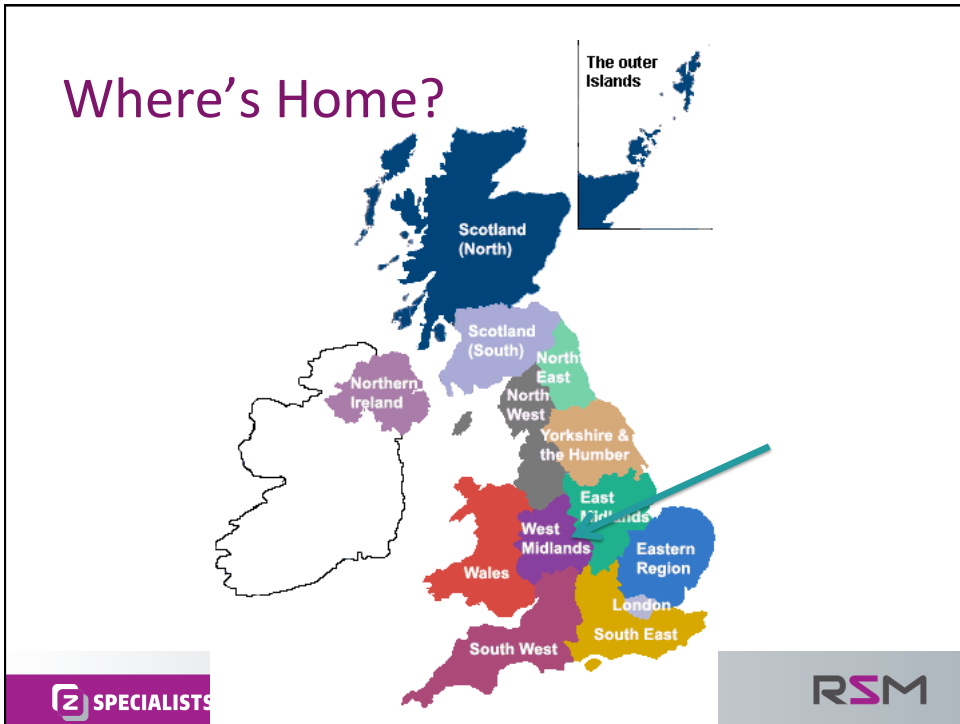 Where's Home?
The outer
Islands
Scotland
(North)
Scotland
(South)
North
East
Northern
Ireland
North
West
Yorkshire &
the Humber
East
Midlands
West
Midlands
Eastern
Region
Wales
London
South East
South West
Z SPECIALISTS
RSM